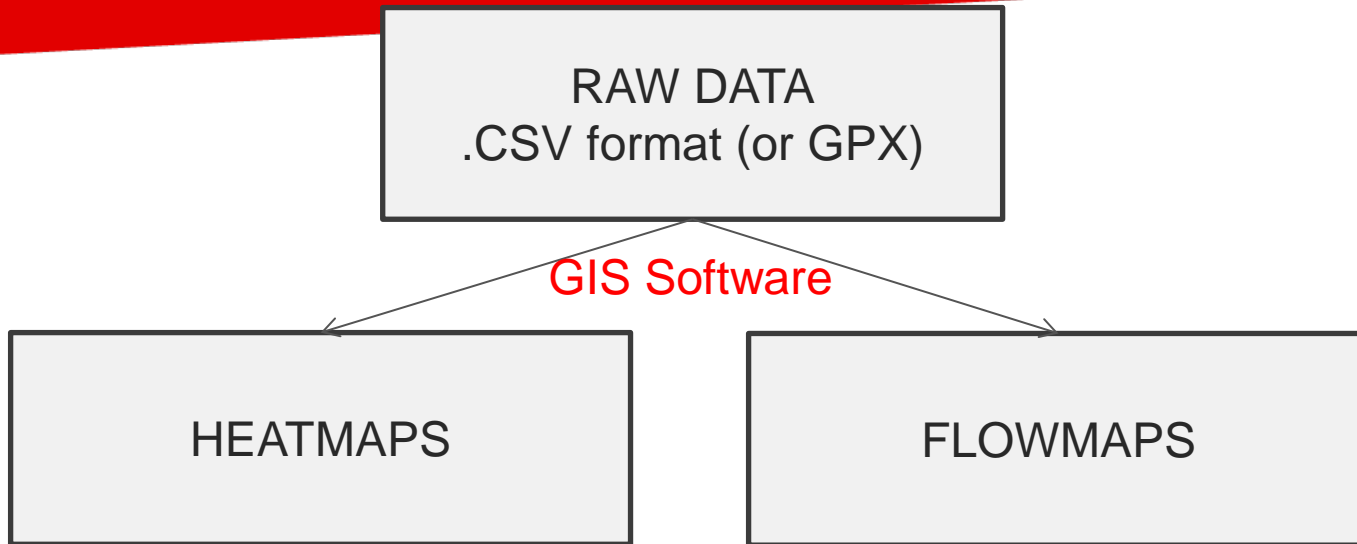 RAW DATA
.CSV format (or GPX)
GIS Software
HEATMAPS
FLOWMAPS